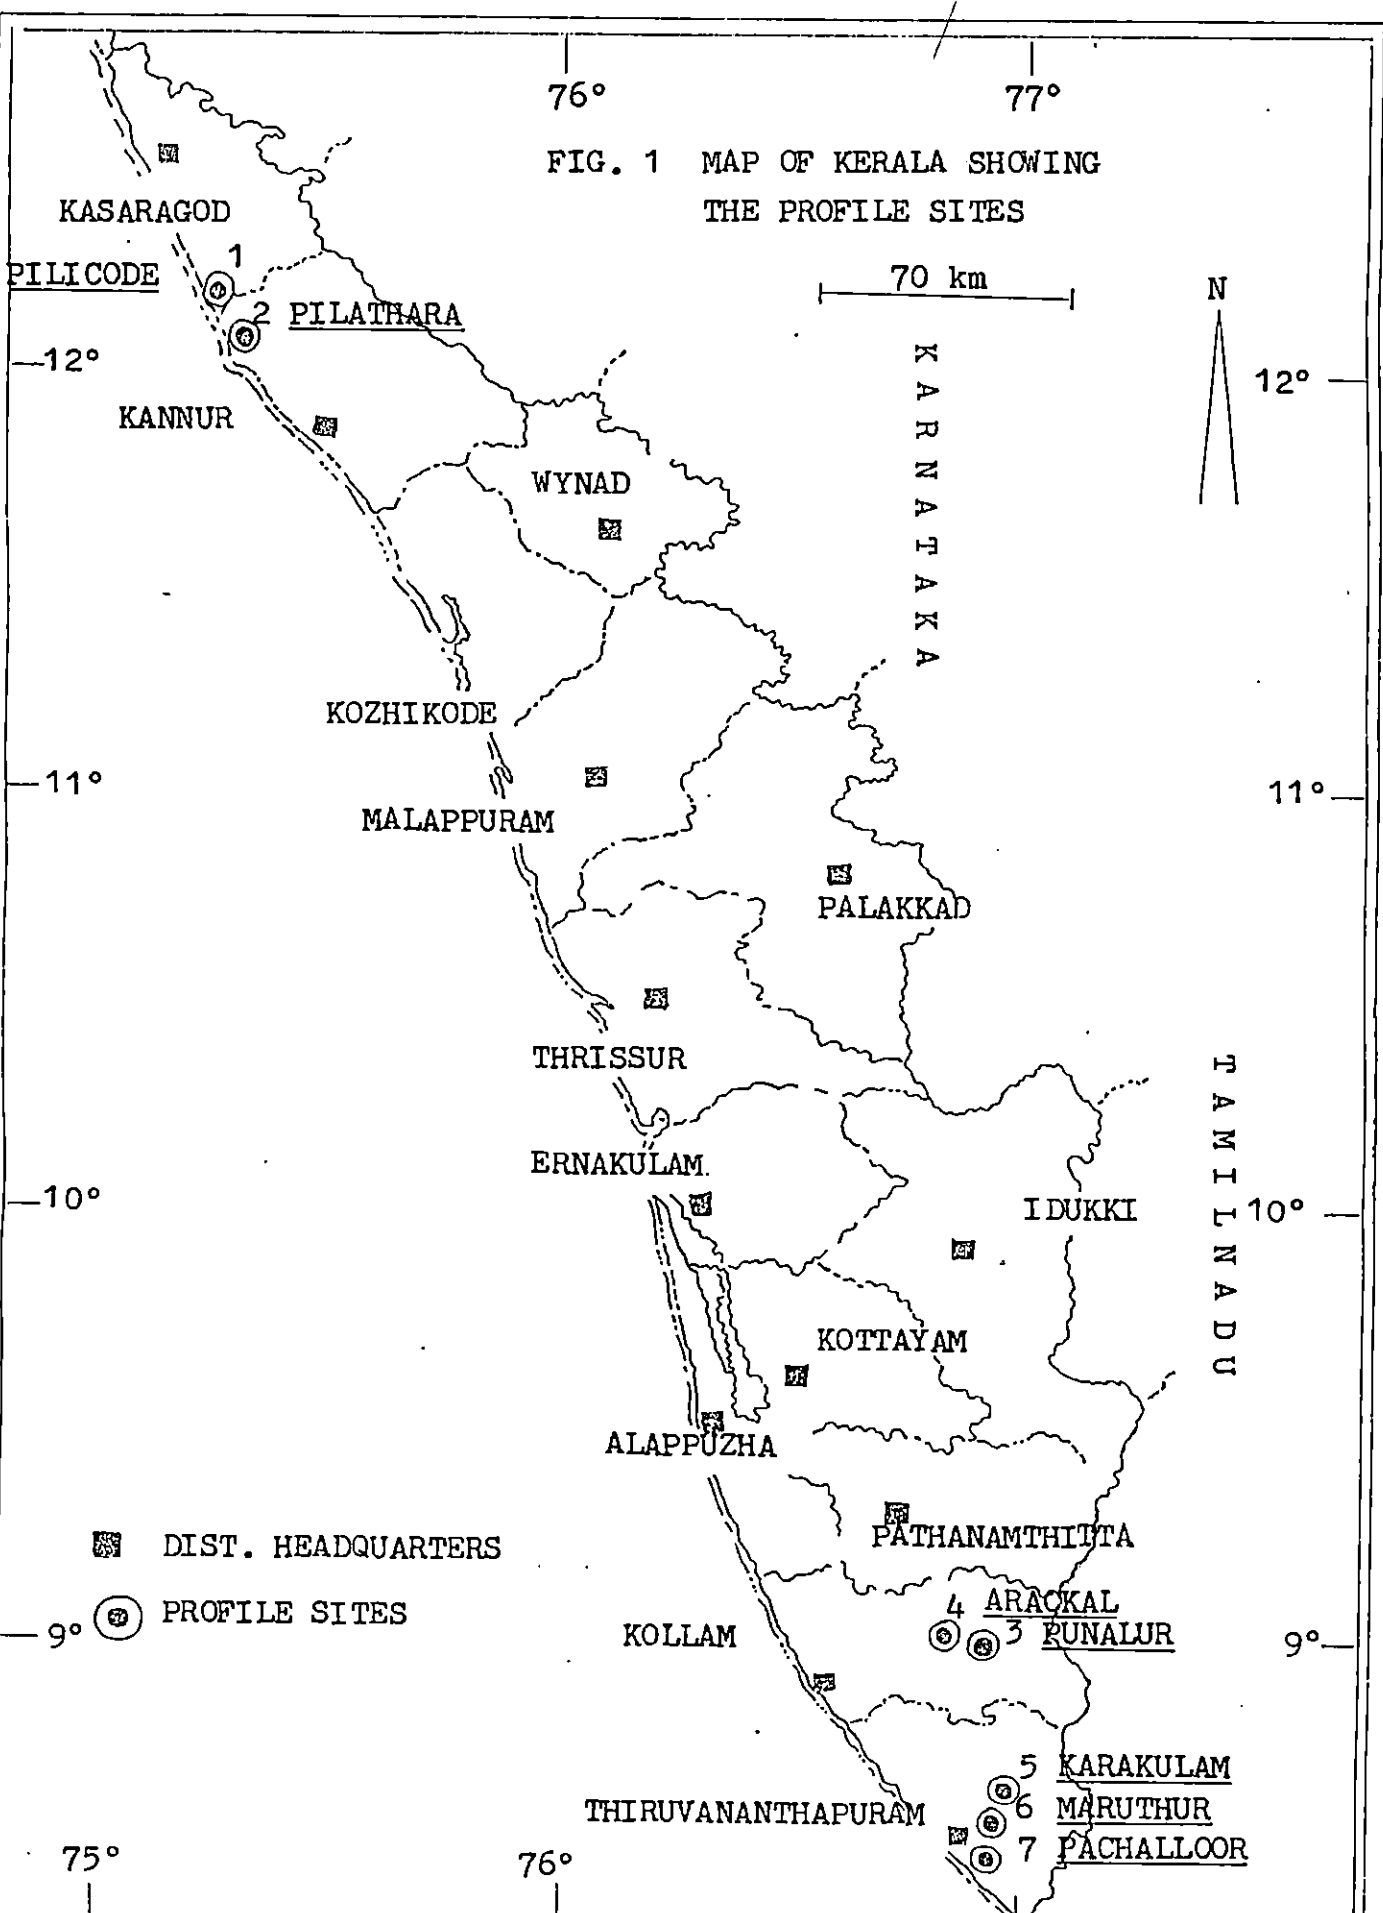 76° 77°
FIG. 1 MAP OF KERALA SHOWING
THE PROFILE SITES
KASARAGOD
1
PILICODE
70 km
N
2 PILATHARA
12°
12°
KARNATAKA
KANNUR
WYNAD
KOZHIKODE
11°
11°
MALAPPURAM
PALAKKAD
THRISSUR
TAMILNADU
ERNAKULAM
10°
IDUKKI
10°
KOTTAYAM
ALAPPUZHA
PATHANAMTHITTA
DIST. HEADQUARTERS
4 ARACKAL
PROFILE SITES
9°
KOLLAM
3 PUNALUR
9°
5 KARAKULAM
THIRUVANANTHAPURAM
6 MARUTHUR
7 PACHALLOOR
75° 76°